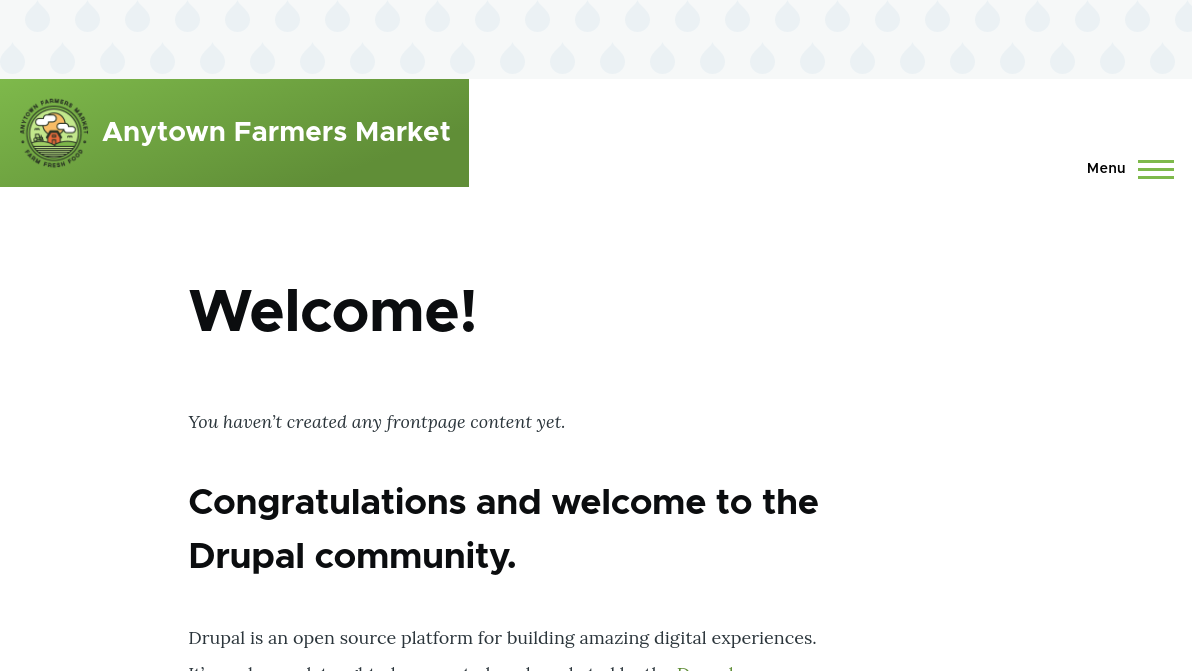 ANYTOWN FARMERS MARKET
FARM FRESH FOOD
Anytown Farmers Market
Menu
Welcome!
You haven’t created any frontpage content yet.
Congratulations and welcome to the
Drupal community.
Drupal is an open source platform for building amazing digital experiences.